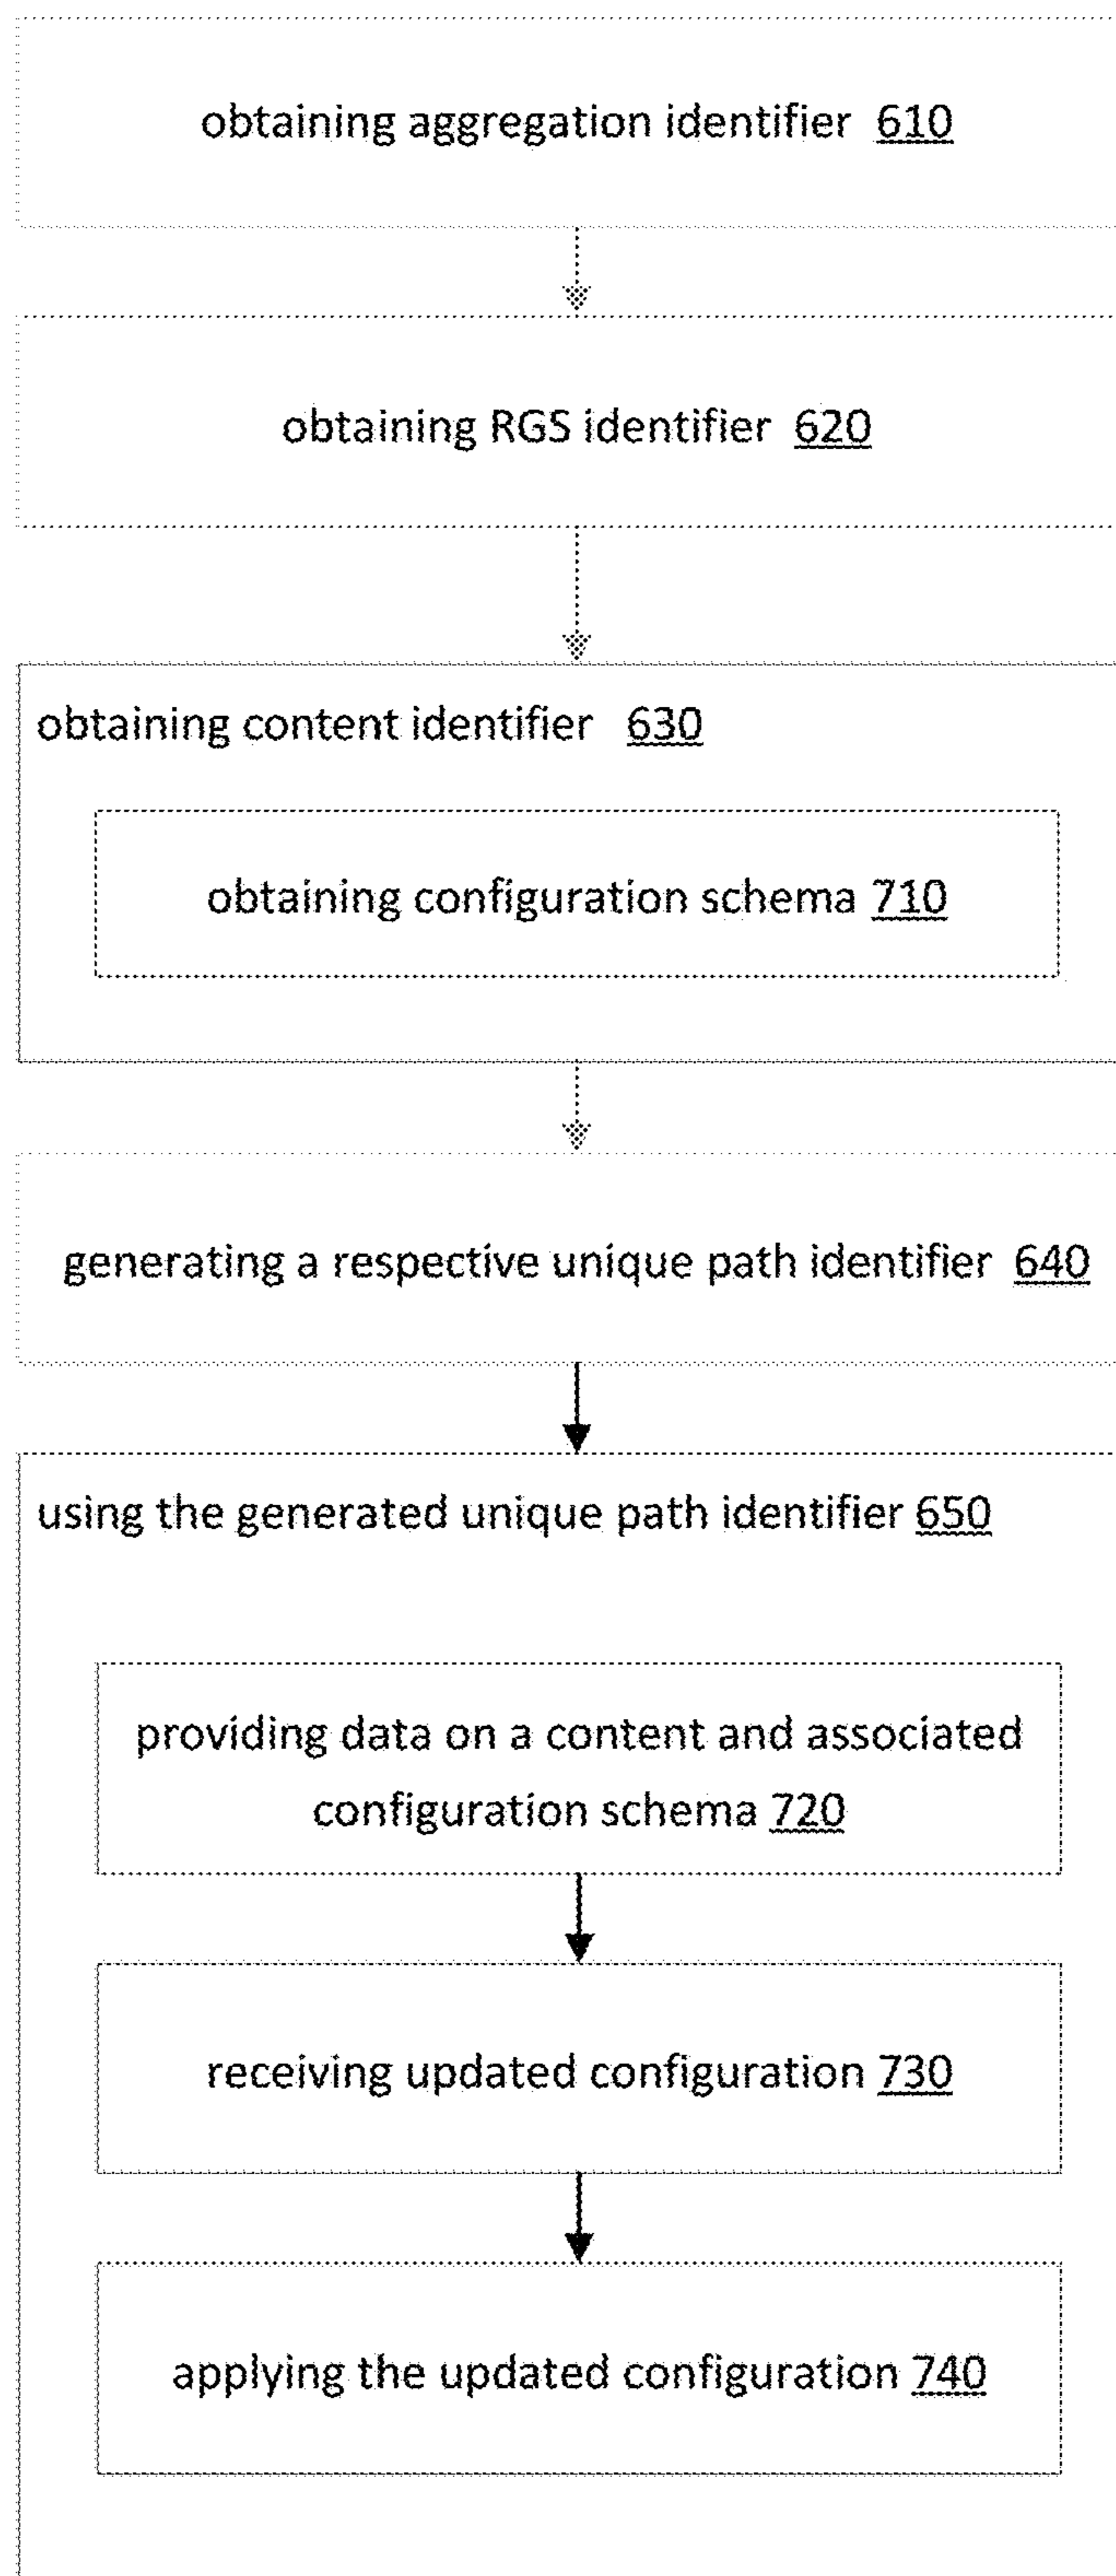 obtaining aggregation identifier 610
obtaining RGS identifier 620
obtaining content identifier 630
obtaining configuration schema 710
generating a respective unique path identifier 640
using the generated unique path identifier 650
providing data on a content and associated
configuration schema 720
receiving updated configuration 730
applying the updated configuration 740